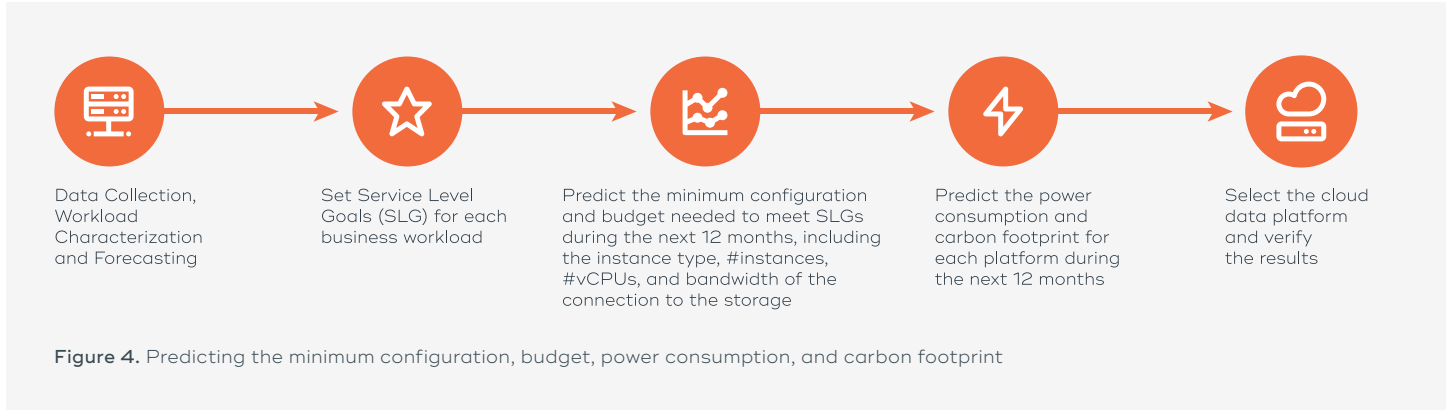 Data Collection,
Workload
Characterization
and Forecasting
Set Service Level
Goals (SLG) for each
business workload
Predict the minimum configuration
and budget needed to meet SLGs
during the next 12 months, including
the instance type, #instances,
#vCPUs, and bandwidth of the
connection to the storage
Predict the power
consumption and
carbon footprint for
each platform during
the next 12 months
Select the cloud
data platform
and verify
the results
Figure 4. Predicting the minimum configuration, budget, power consumption, and carbon footprint